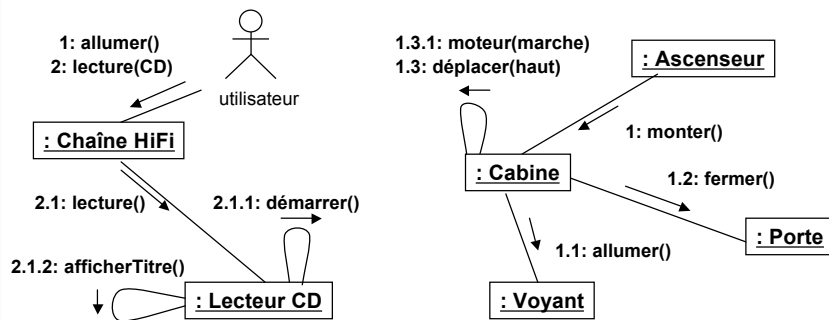 1: allumer()
2: lecture(CD)
utilisateur
: Chaîne HiFi
2.1: lecture()
2.1.1: démarrer()
2.1.2: afficherTitre()
: Lecteur CD
1.3.1: moteur(marche)
1.3: déplacer(haut)
: Ascenseur
1: monter()
: Cabine
1.2: fermer()
: Porte
1.1: allumer()
: Voyant